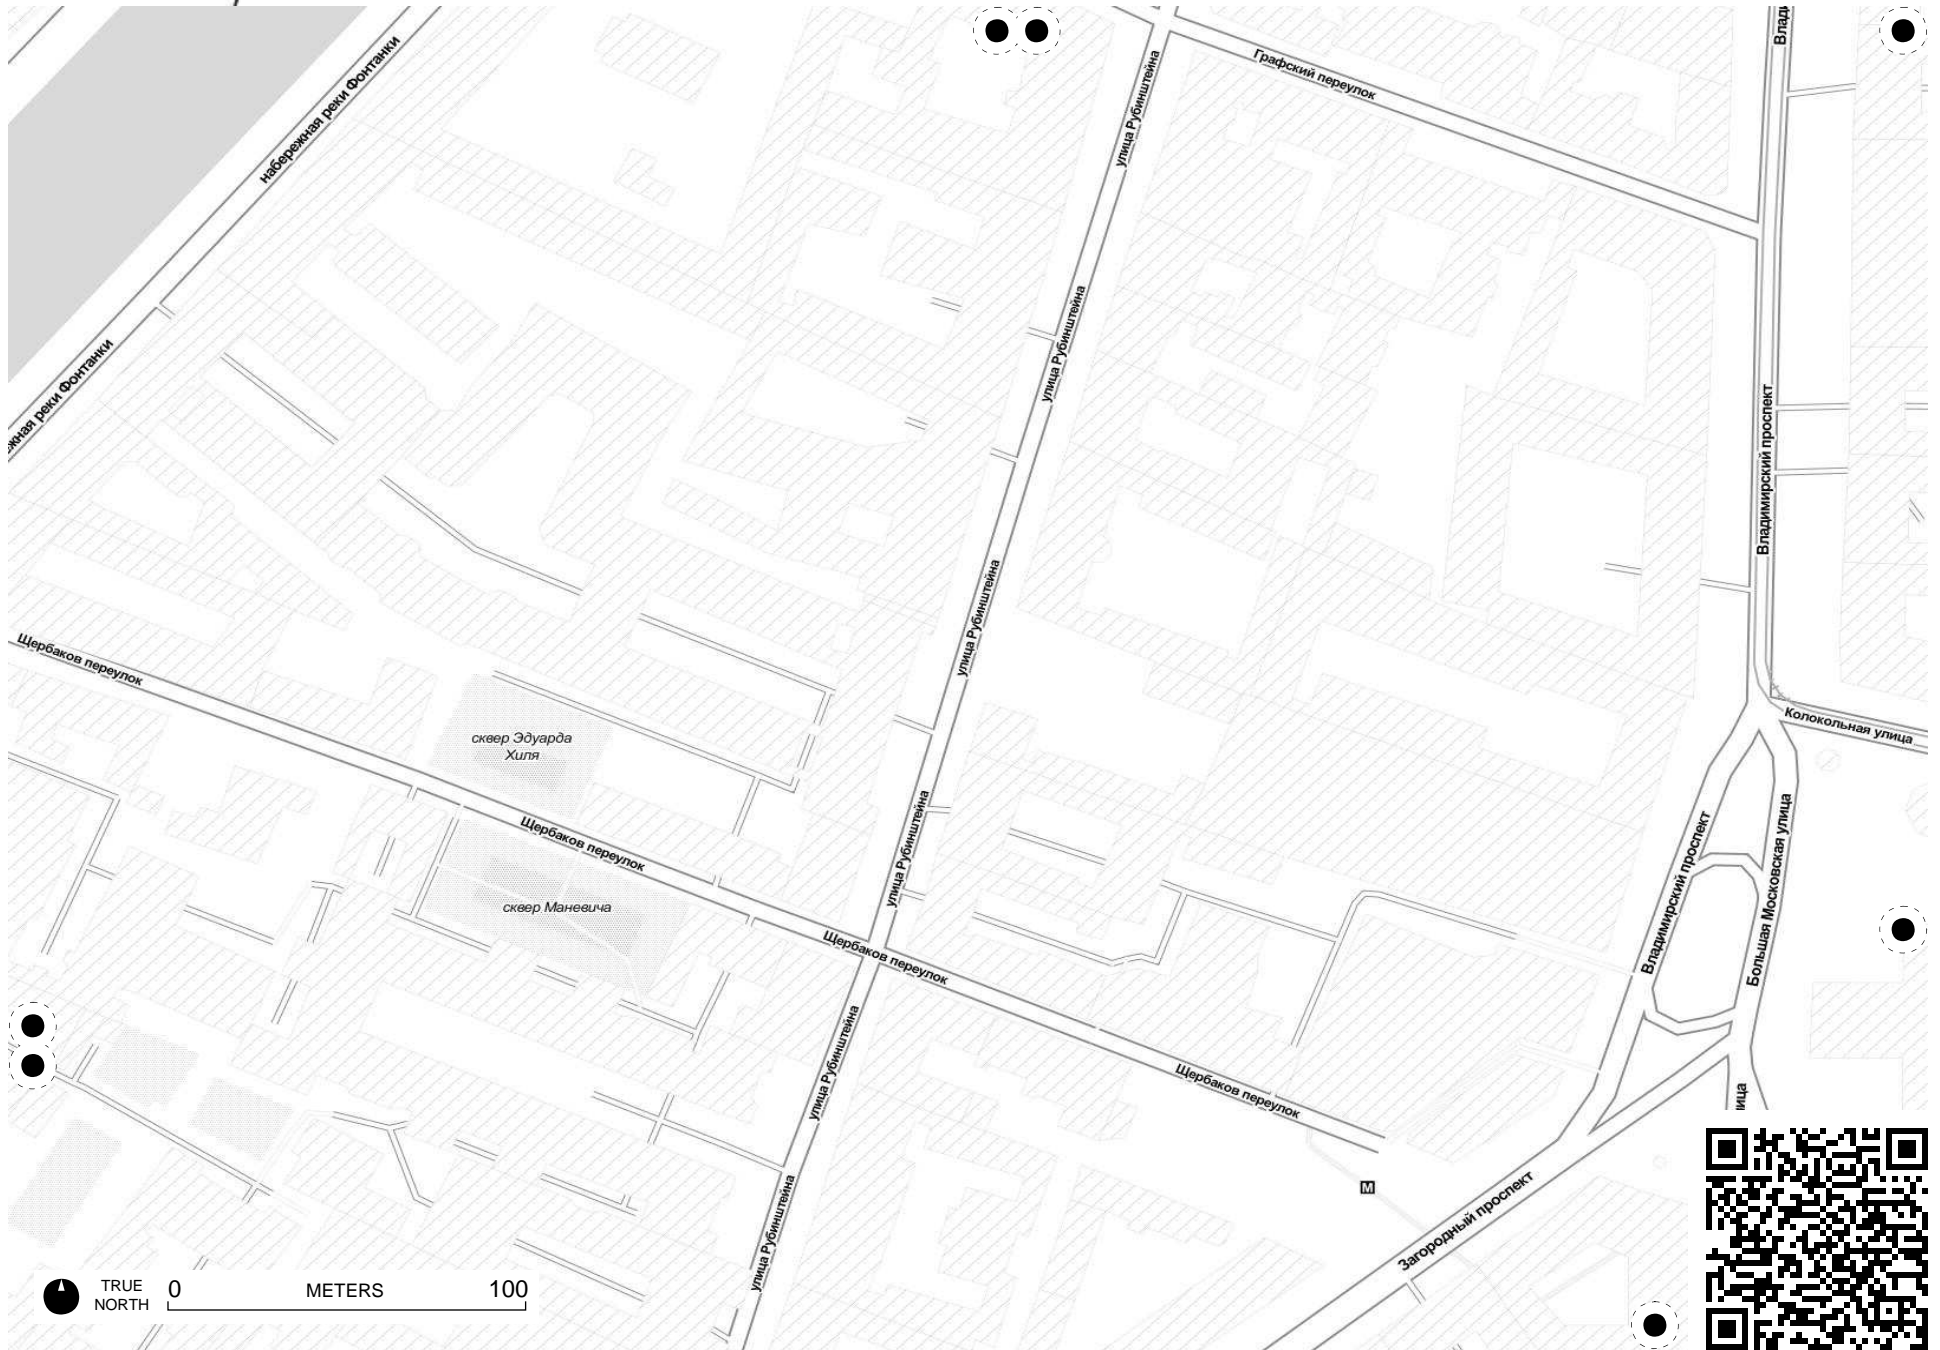 Влади
Графский переулок
набережная реки Фонтанки
улица Рубинштейна
улица Рубинштейна
жная реки Фонтанки
Владимирский проспект
улица Рубинштейна
Щербаков переулок
Колокольная улица
сквер Эдуарда
Хиля
Щербаков переулок
улица Рубинштейна
Владимирский проспект
Большая Московская улица
сквер Маневича
Щербаков переулок
улица Рубинштейна
Щербаков переулок
ица
M
улица Рубинштейна
Загородный проспект
TRUE
NORTH
0 METERS 100